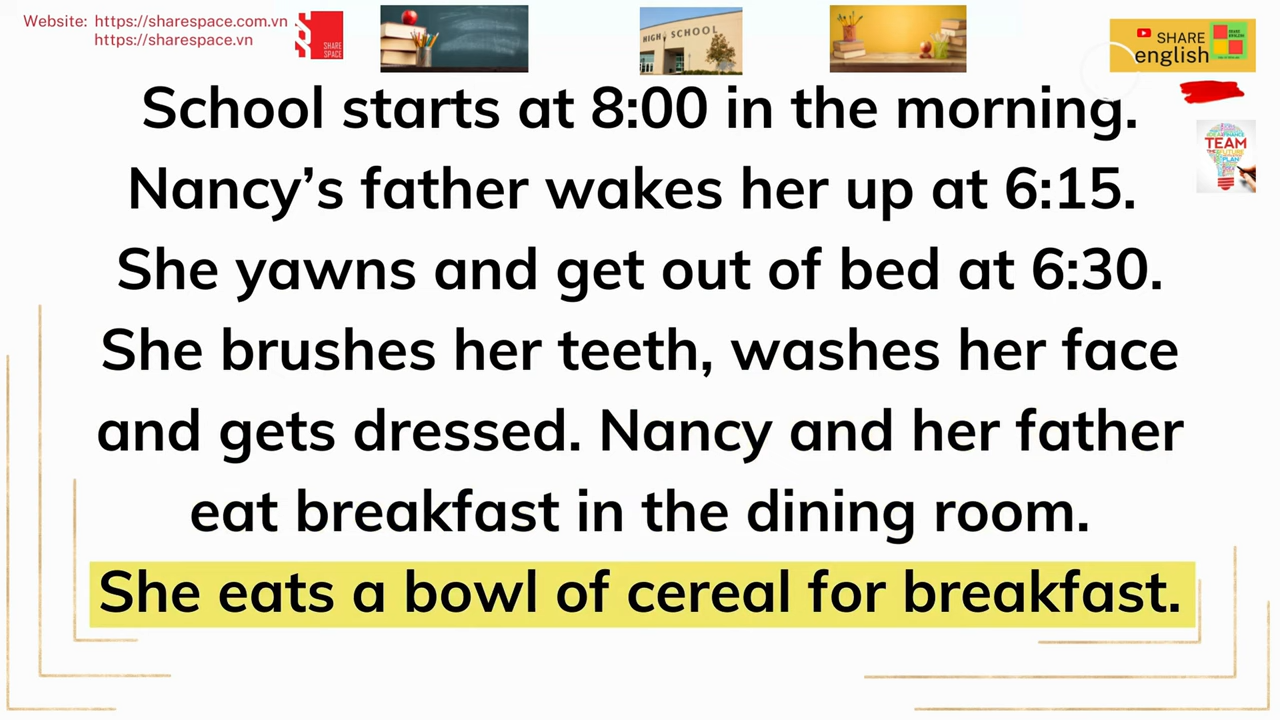 Website: https://sharespace.com.vn
https://sharespace.vn
SHARE
SPACE
HIGH SCHOOL
SHARE
english
TEAM
PLAN
School starts at 8:00 in the morning.
Nancy’s father wakes her up at 6:15.
She yawns and get out of bed at 6:30.
She brushes her teeth, washes her face
and gets dressed. Nancy and her father
eat breakfast in the dining room.
She eats a bowl of cereal for breakfast.